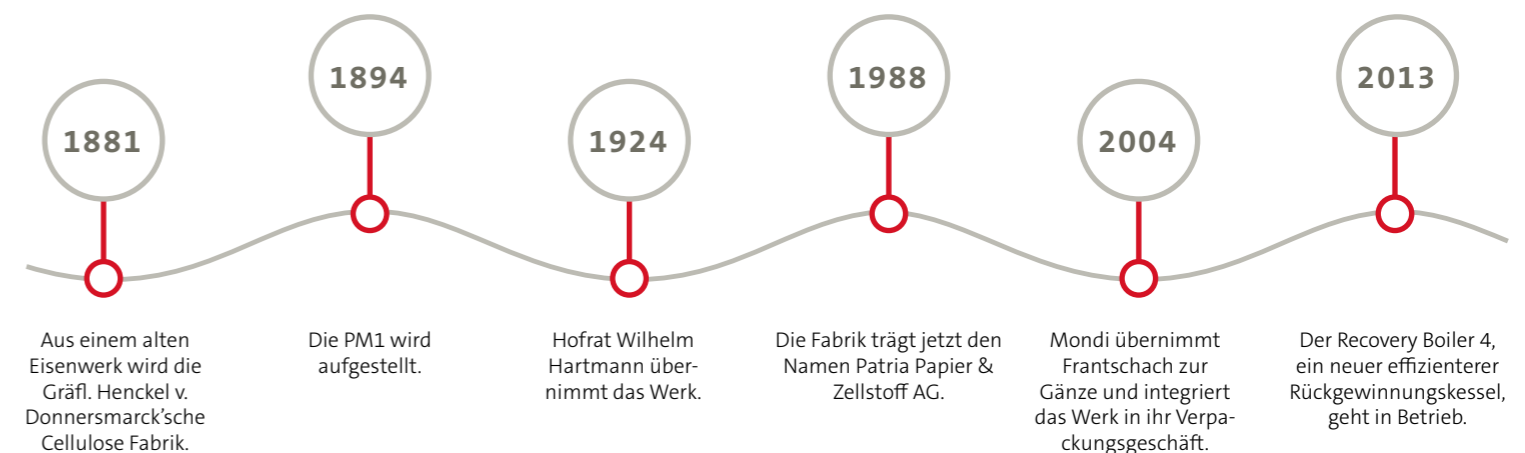 1881
Aus einem alten
Eisenwerk wird die
Gräfl. Henckel v.
Donnersmarck’sche
Cellulose Fabrik.
1894
Die PM1 wird
aufgestellt.
1924
Hofrat Wilhelm
Hartmann über-
nimmt das Werk.
1988
Die Fabrik trägt jetzt den
Namen Patria Papier &
Zellstoff AG.
2004
Mondi übernimmt
Frantschach zur
Gänze und integriert
das Werk in ihr Verpa-
ckungsgeschäft.
2013
Der Recovery Boiler 4,
ein neuer effizienterer
Rückgewinnungskessel,
geht in Betrieb.